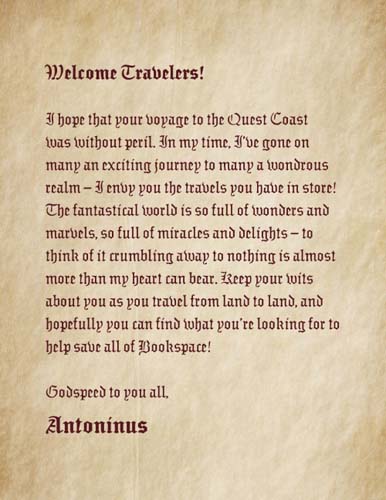 Welcome Travelers!
I hope that your voyage to the Quest Coast
was without peril. In my time, I've gone on
many an exciting journey to many a wondrous
realm – I envy you the travels you have in store!
The fantastical world is so full of wonders and
marvels, so full of miracles and delights – to
think of it crumbling away to nothing is almost
more than my heart can bear. Keep your wits
about you as you travel from land to land, and
hopefully you can find what you're looking for to
help save all of Bookspace!
Godspeed to you all,
Antoninus